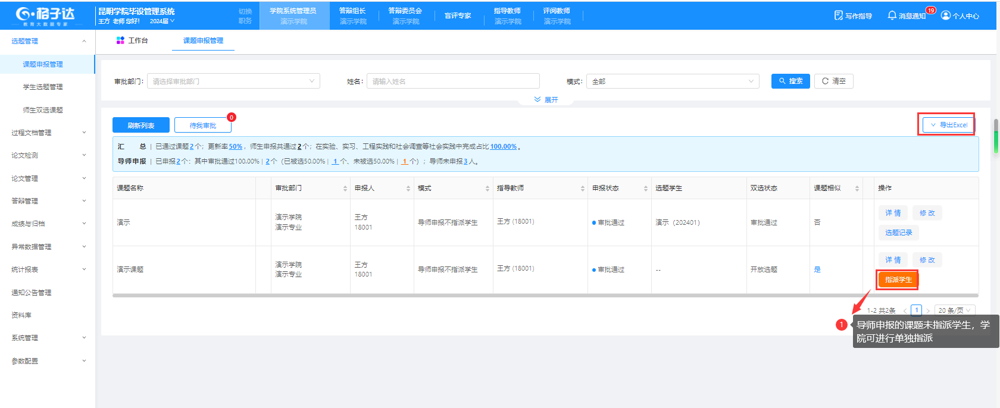 格子达
教育大数据专家
昆明学院毕设管理系统
王方 老师 您好! 2024届
切换
职务
学院系统管理员
演示学院
答辩组长
演示学院
答辩委员会
演示学院
盲评专家
指导教师
演示学院
评阅教师
演示学院
写作指导
消息通知
19
个人中心
选题管理
课题申报管理
学生选题管理
师生双选课题
过程文档管理
论文检测
论文管理
答辩管理
成绩与归档
异常数据管理
统计报表
通知公告管理
资料库
系统管理
参数配置
工作台
课题申报管理
审批部门: 请选择审批部门
姓名: 请输入姓名
模式: 全部
搜索
清空
展开
刷新列表
待我审批
0
导出Excel
汇 总 | 已通过课题2个；更新率50%，师生申报共通过2个；在实验、实习、工程实践和社会调查等社会实践中完成占比100.00%。
导师申报 | 已申报2个：其中审批通过100.00% | 2个（已被选50.00% | 1 个、未被选50.00% | 1 个）；导师未申报3人。
课题名称 审批部门 申报人 模式 指导教师 申报状态 选题学生 双选状态 课题相似 操作
演示
演示学院
演示专业
王方
18001
导师申报不指派学生
王方 (18001)
审批通过
演示（202401）
审批通过
否
详 情
修 改
选题记录
演示课题
演示学院
演示专业
王方
18001
导师申报不指派学生
王方 (18001)
审批通过
--
开放选题
是
详 情
修 改
指派学生
1-2 共2条 < 1 > 20 条/页
1
导师申报的课题未指派学生，学
院可进行单独指派